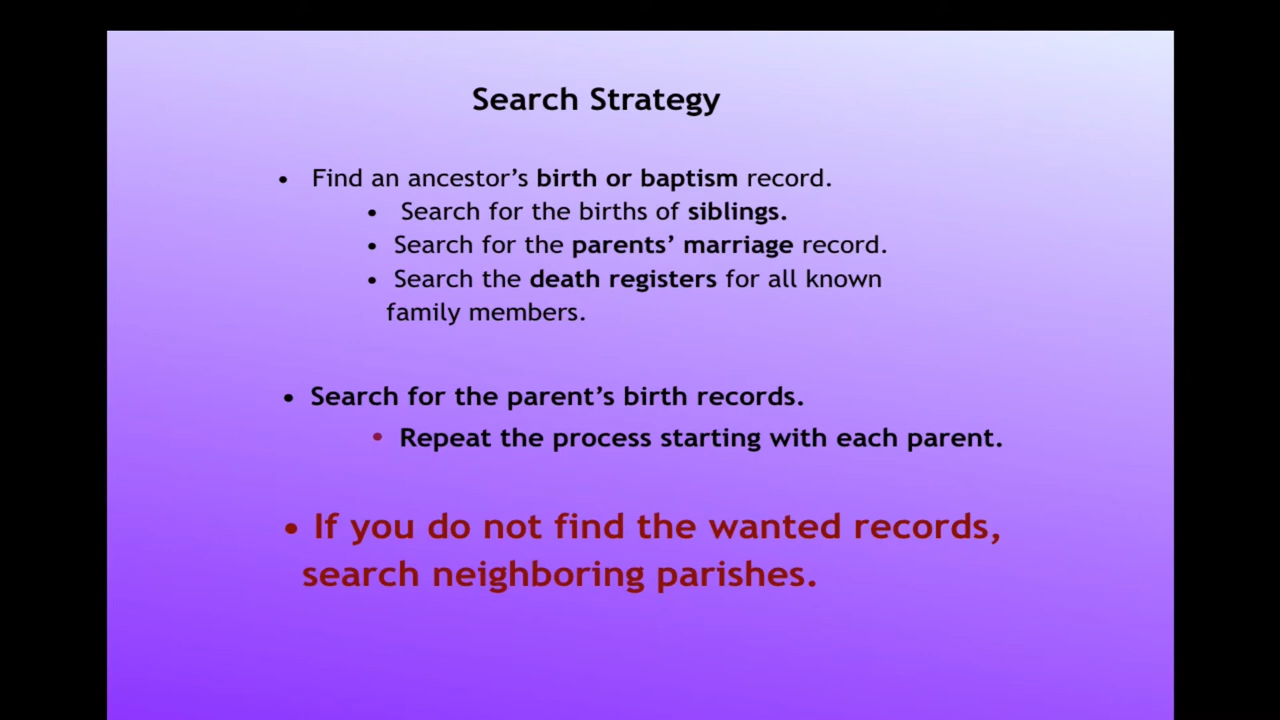 Search Strategy
• Find an ancestor’s birth or baptism record.
• Search for the births of siblings.
• Search for the parents’ marriage record.
• Search the death registers for all known
family members.
• Search for the parent’s birth records.
• Repeat the process starting with each parent.
• If you do not find the wanted records,
search neighboring parishes.